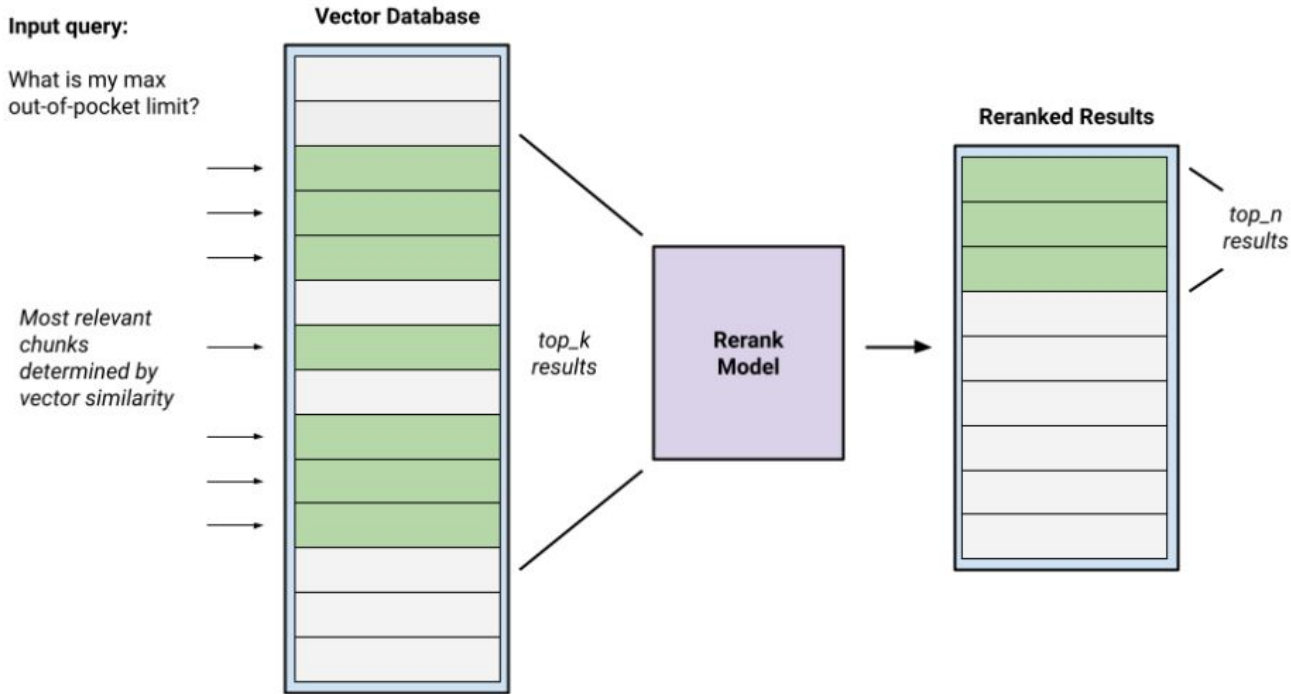 Input query:
What is my max
out-of-pocket limit?
Vector Database
Most relevant
chunks
determined by
vector similarity
top_k
results
Rerank
Model
Reranked Results
top_n
results